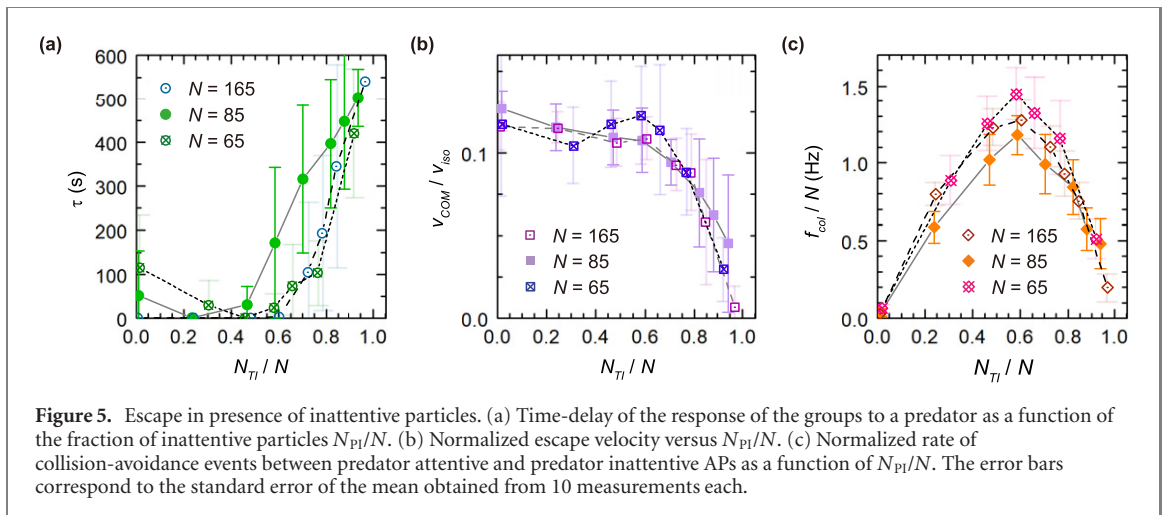 (a)
600
500
400
300
200
100
0
τ (s)
N = 165
N = 85
N = 65
0.0 0.2 0.4 0.6 0.8 1.0
N_TI / N
(b)
0.1
0.0
v_COM / v_iso
N = 165
N = 85
N = 65
0.0 0.2 0.4 0.6 0.8 1.0
N_TI / N
(c)
1.5
1.0
0.5
0.0
f_col / N (Hz)
N = 165
N = 85
N = 65
0.0 0.2 0.4 0.6 0.8 1.0
N_TI / N
Figure 5. Escape in presence of inattentive particles. (a) Time-delay of the response of the groups to a predator as a function of
the fraction of inattentive particles N_PI/N. (b) Normalized escape velocity versus N_PI/N. (c) Normalized rate of
collision-avoidance events between predator attentive and predator inattentive APs as a function of N_PI/N. The error bars
correspond to the standard error of the mean obtained from 10 measurements each.